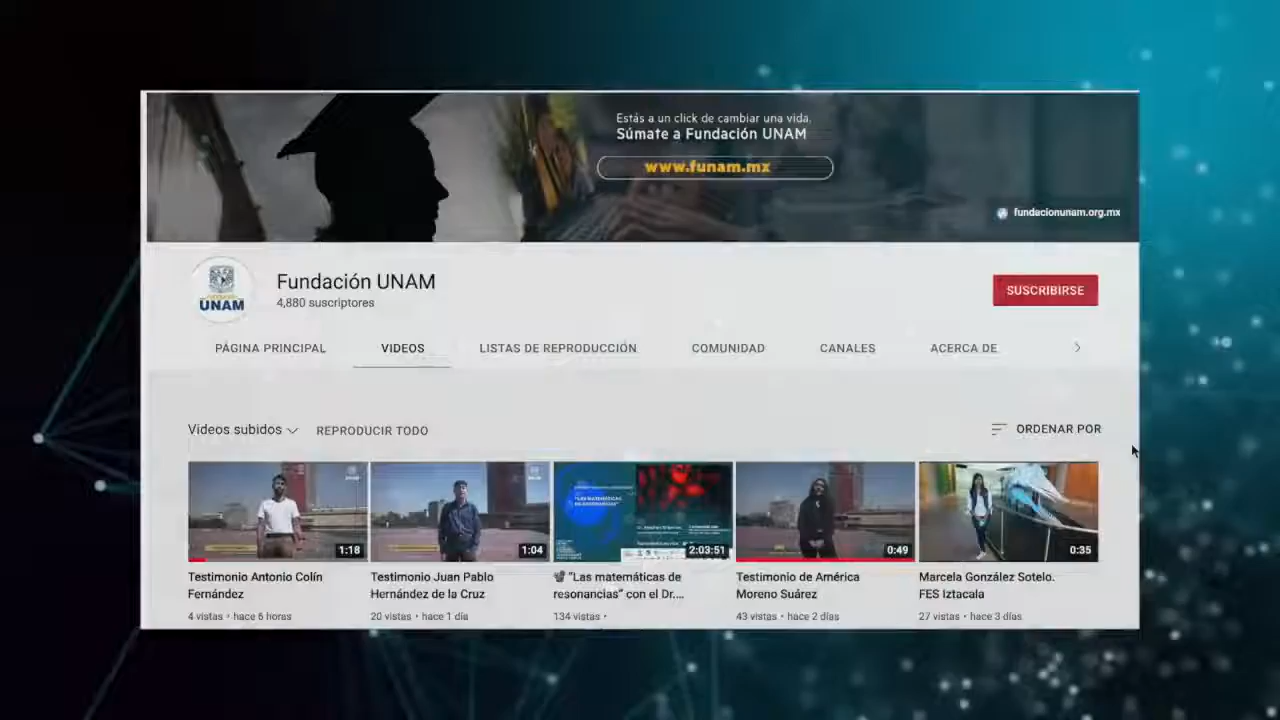 Estás a un click de cambiar una vida.
Súmate a Fundación UNAM
www.funam.mx
fundacionunam.org.mx
UNAM
Fundación UNAM
4,880 suscriptores
SUSCRIBIRSE
PÁGINA PRINCIPAL VIDEOS LISTAS DE REPRODUCCIÓN COMUNIDAD CANALES ACERCA DE
Videos subidos REPRODUCIR TODO ORDENAR POR
1:18 1:04 2:03:51 0:49 0:35
Testimonio Antonio Colín
Fernández
4 vistas • hace 6 horas
Testimonio Juan Pablo
Hernández de la Cruz
20 vistas • hace 1 día
"Las matemáticas de
resonancias" con el Dr....
134 vistas •
Testimonio de América
Moreno Suárez
43 vistas • hace 2 días
Marcela González Sotelo.
FES Iztacala
27 vistas • hace 3 días